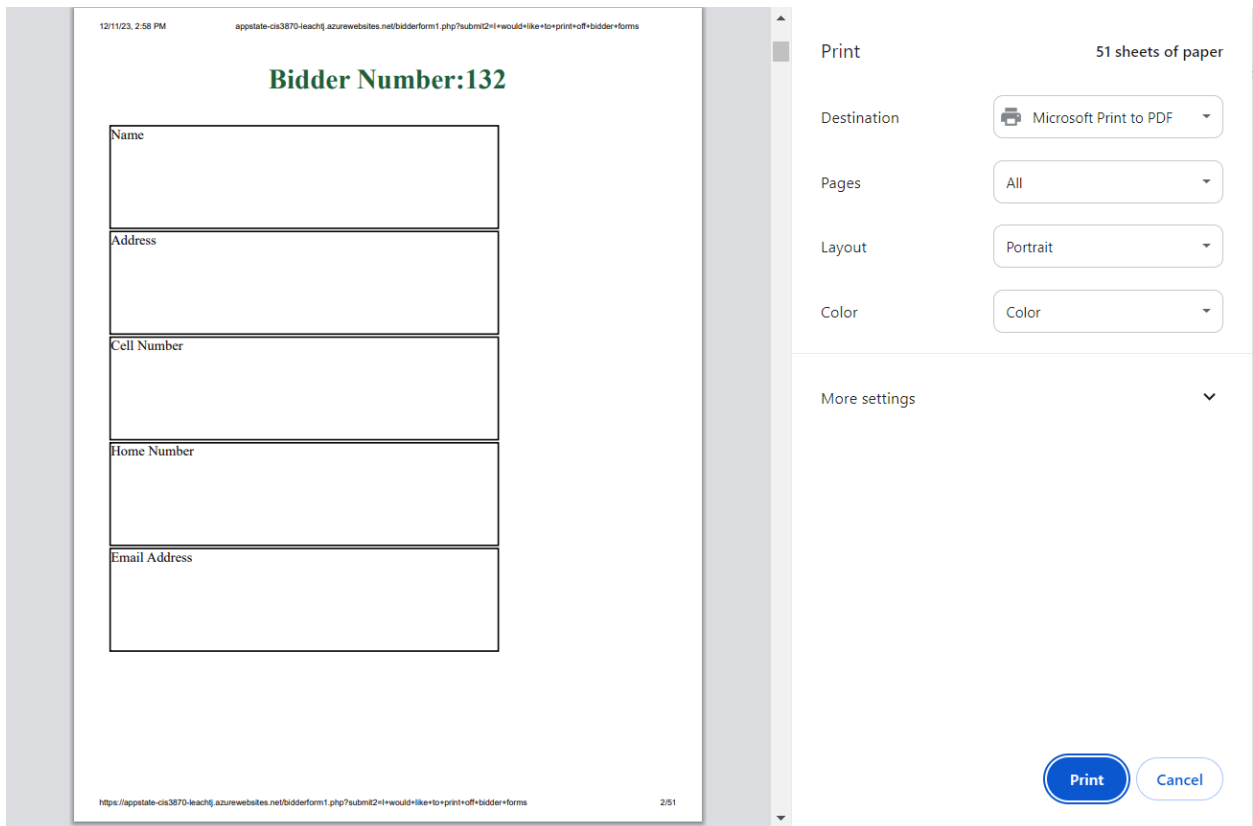 12/11/23, 2:58 PM appstate-cis3870-leachtj.azurewebsites.net/bidderform1.php?submit2=I+would+like+to+print+off+bidder+forms
Bidder Number:132
Name
Address
Cell Number
Home Number
Email Address
https://appstate-cis3870-leachtj.azurewebsites.net/bidderform1.php?submit2=I+would+like+to+print+off+bidder+forms 2/51
Print 51 sheets of paper
Destination Microsoft Print to PDF
Pages All
Layout Portrait
Color Color
More settings
Print Cancel